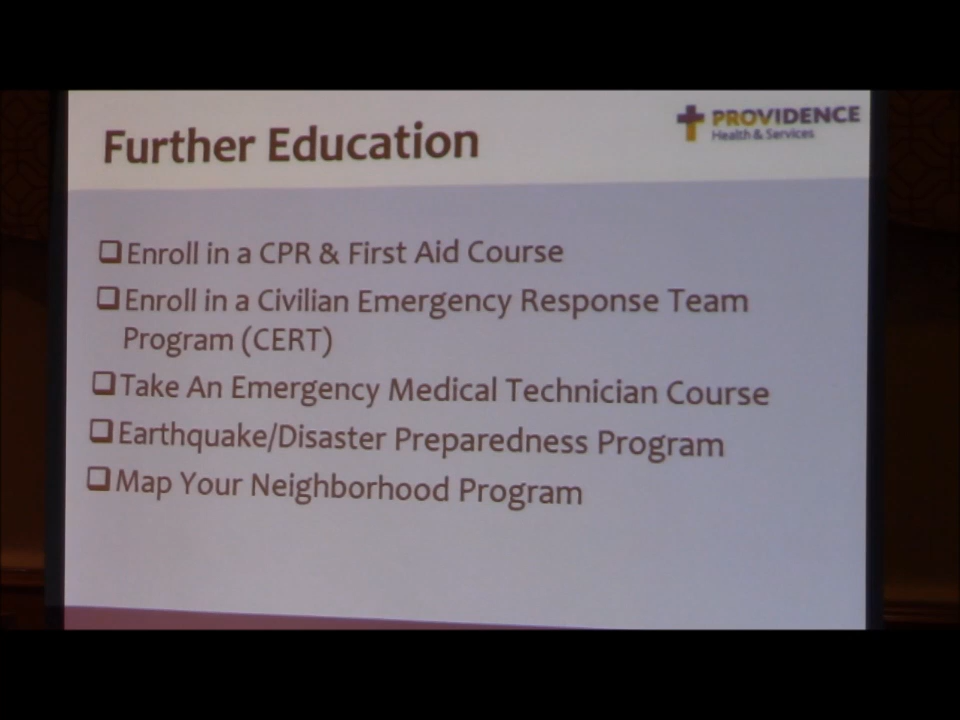 Further Education
PROVIDENCE
Health & Services
❑Enroll in a CPR & First Aid Course
❑Enroll in a Civilian Emergency Response Team
Program (CERT)
❑Take An Emergency Medical Technician Course
❑Earthquake/Disaster Preparedness Program
❑Map Your Neighborhood Program